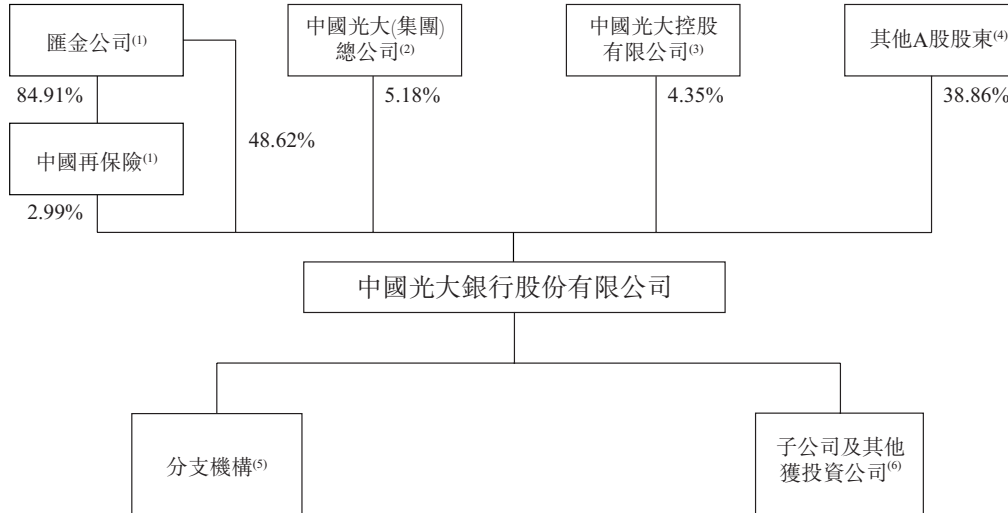 匯金公司(1)
中國光大(集團)
總公司(2)
中國光大控股
有限公司(3)
其他A股股東(4)
84.91%
5.18%
4.35%
38.86%
48.62%
中國再保險(1)
2.99%
中國光大銀行股份有限公司
分支機構(5)
子公司及其他
獲投資公司(6)